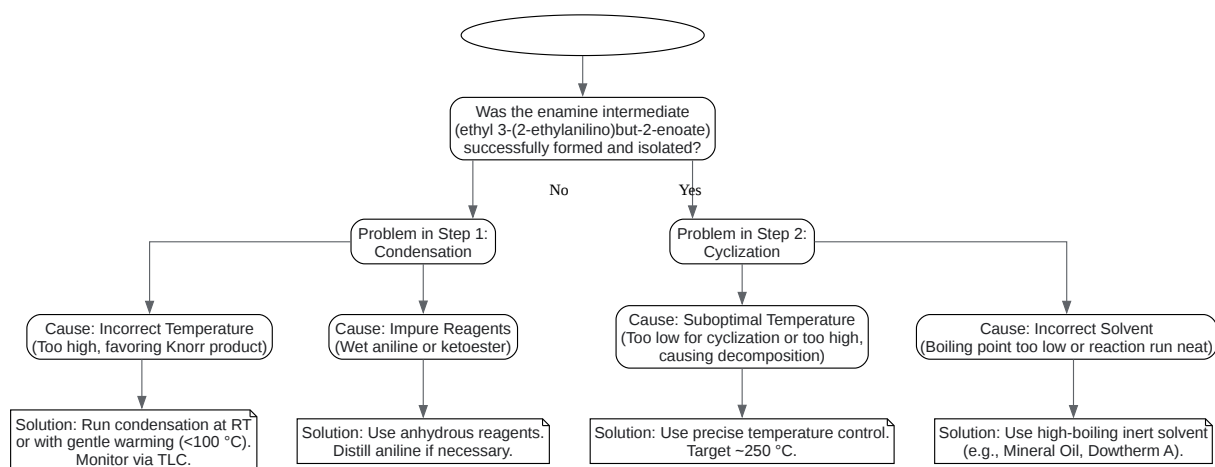 Was the enamine intermediate
(ethyl 3-(2-ethylanilino)but-2-enoate)
successfully formed and isolated?
No
Yes
Problem in Step 1:
Condensation
Problem in Step 2:
Cyclization
Cause: Incorrect Temperature
(Too high, favoring Knorr product)
Cause: Impure Reagents
(Wet aniline or ketoester)
Cause: Suboptimal Temperature
(Too low for cyclization or too high,
causing decomposition)
Cause: Incorrect Solvent
(Boiling point too low or reaction run neat)
Solution: Run condensation at RT
or with gentle warming (<100 °C).
Monitor via TLC.
Solution: Use anhydrous reagents.
Distill aniline if necessary.
Solution: Use precise temperature control.
Target ~250 °C.
Solution: Use high-boiling inert solvent
(e.g., Mineral Oil, Dowtherm A).